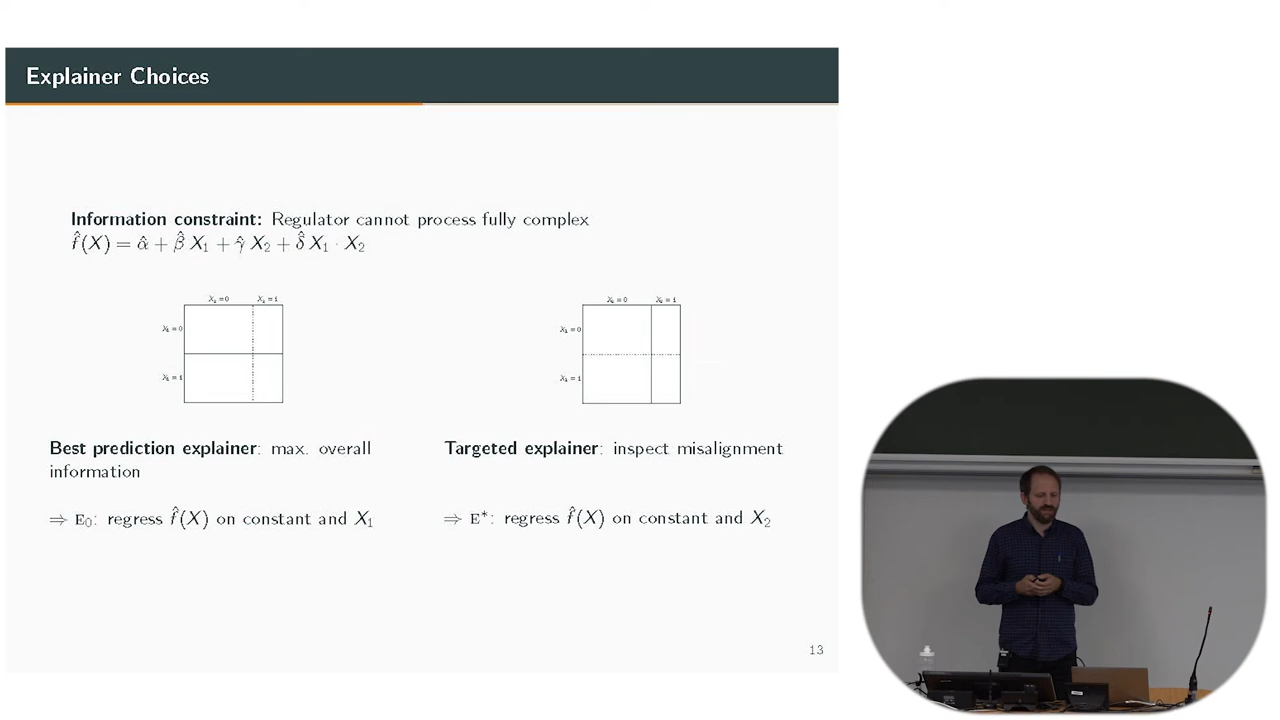 Explainer Choices
Information constraint: Regulator cannot process fully complex
f̂(X) = α̂ + β̂ X₁ + γ̂ X₂ + δ̂ X₁ · X₂
X₂ = 0 X₂ = 1
X₁ = 0
X₁ = 1
X₂ = 0 X₂ = 1
X₁ = 0
X₁ = 1
Best prediction explainer: max. overall
information
⇒ E₀: regress f̂(X) on constant and X₁
Targeted explainer: inspect misalignment
⇒ E*: regress f̂(X) on constant and X₂
13